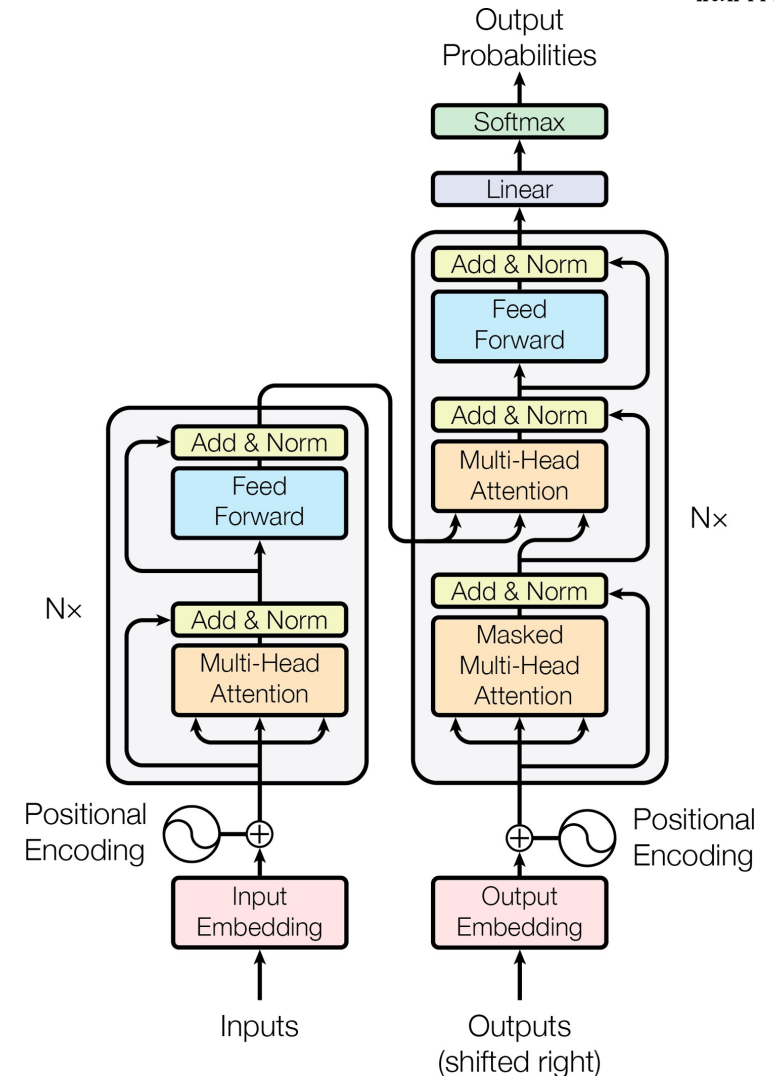 Output
Probabilities
Softmax
Linear
Add & Norm
Feed
Forward
Add & Norm
Multi-Head
Attention
Add & Norm
Masked
Multi-Head
Attention
Nx
Add & Norm
Feed
Forward
Add & Norm
Multi-Head
Attention
Nx
Positional
Encoding
Positional
Encoding
Input
Embedding
Output
Embedding
Inputs
Outputs
(shifted right)